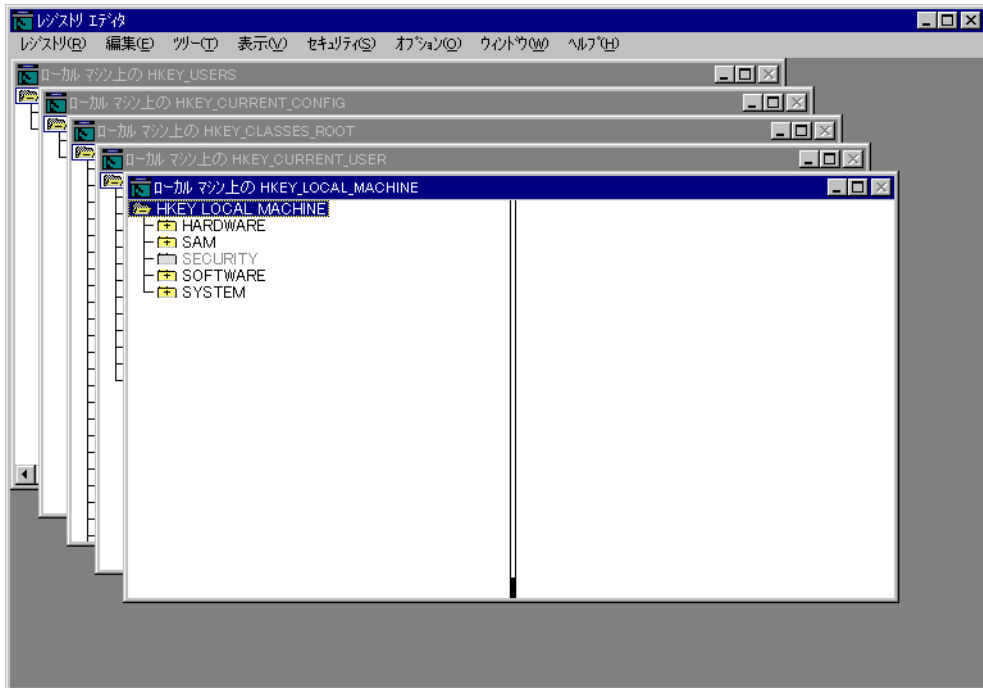 レジストリ エディタ
レジストリ(R) 編集(E) ツリー(T) 表示(V) セキュリティ(S) オプション(O) ウィンドウ(W) ヘルプ(H)
ローカル マシン上の HKEY_USERS
ローカル マシン上の HKEY_CURRENT_CONFIG
ローカル マシン上の HKEY_CLASSES_ROOT
ローカル マシン上の HKEY_CURRENT_USER
ローカル マシン上の HKEY_LOCAL_MACHINE
HKEY_LOCAL_MACHINE
HARDWARE
SAM
SECURITY
SOFTWARE
SYSTEM